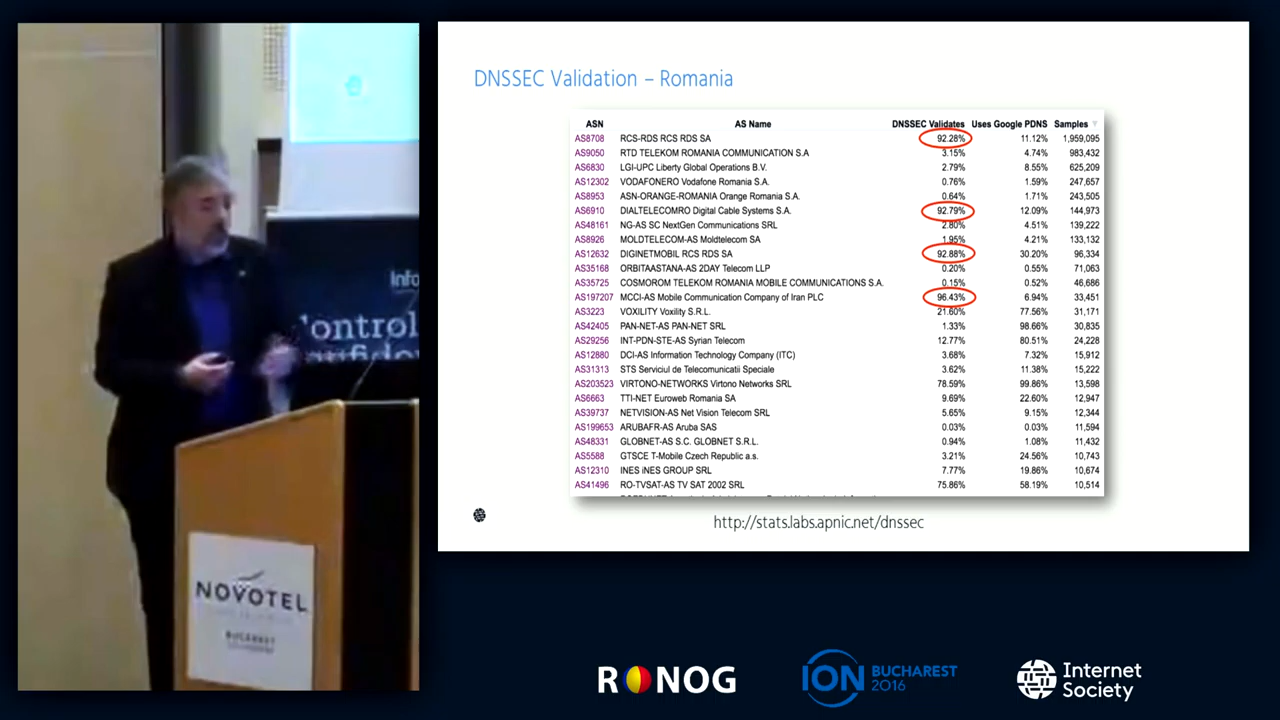 DNSSEC Validation – Romania
ASN AS Name DNSSEC Validates Uses Google PDNS Samples
AS8708 RCS-RDS RCS RDS SA 92.28% 11.12% 1,959,095
AS9050 RTD TELEKOM ROMANIA COMMUNICATION S.A 3.15% 4.74% 983,432
AS6830 LGI-UPC Liberty Global Operations B.V. 2.79% 8.55% 625,209
AS12302 VODAFONERO Vodafone Romania S.A. 0.76% 1.59% 247,657
AS8953 ASN-ORANGE-ROMANIA Orange Romania S.A. 0.64% 1.71% 243,505
AS6910 DIALTELECOMRO Digital Cable Systems S.A. 92.79% 12.09% 144,973
AS48161 NG-AS SC NextGen Communications SRL 2.80% 4.51% 139,222
AS8926 MOLDTELECOM-AS Moldtelecom SA 1.95% 4.21% 133,132
AS12632 DIGINETMOBIL RCS RDS SA 92.88% 30.20% 96,334
AS35168 ORBITAASTANA-AS 2DAY Telecom LLP 0.20% 0.55% 71,063
AS35725 COSMOROM TELEKOM ROMANIA MOBILE COMMUNICATIONS S.A. 0.15% 0.52% 46,686
AS197207 MCCI-AS Mobile Communication Company of Iran PLC 96.43% 6.94% 33,451
AS3223 VOXILITY Voxility S.R.L. 21.60% 77.56% 31,171
AS42405 PAN-NET-AS PAN-NET SRL 1.33% 98.66% 30,835
AS29256 INT-PDN-STE-AS Syrian Telecom 12.77% 80.51% 24,228
AS12880 DCI-AS Information Technology Company (ITC) 3.68% 7.32% 15,912
AS31313 STS Serviciul de Telecomunicatii Speciale 3.62% 11.38% 15,222
AS203523 VIRTONO-NETWORKS Virtono Networks SRL 78.59% 99.86% 13,598
AS6663 TTI-NET Euroweb Romania SA 9.69% 22.60% 12,947
AS39737 NETVISION-AS Net Vision Telecom SRL 5.65% 9.15% 12,344
AS199653 ARUBAFR-AS Aruba SAS 0.03% 0.03% 11,594
AS48331 GLOBNET-AS S.C. GLOBNET S.R.L. 0.94% 1.08% 11,432
AS5588 GTSCE T-Mobile Czech Republic a.s. 3.21% 24.56% 10,743
AS12310 INES iNES GROUP SRL 7.77% 19.86% 10,674
AS41496 RO-TVSAT-AS TV SAT 2002 SRL 75.86% 58.19% 10,514
http://stats.labs.apnic.net/dnssec
Info
ontrol
NOVOTEL
BUCAREST
RONOG
ION BUCHAREST
2016
Internet
Society